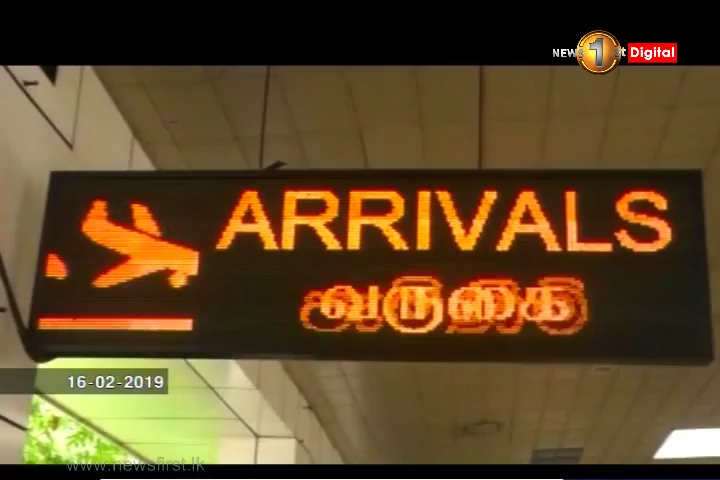 NEWS 1st Digital
ARRIVALS
வருகை
16-02-2019
www.newsfirst.lk